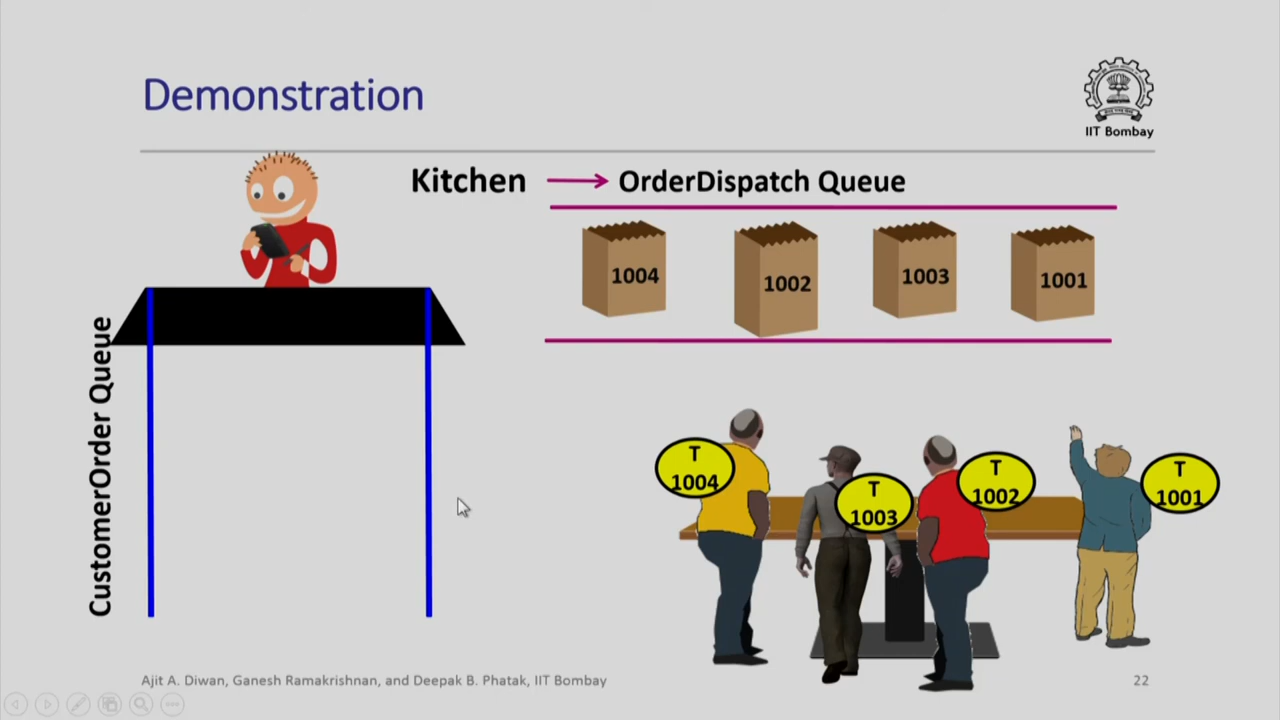 Demonstration
IIT Bombay
Kitchen
OrderDispatch Queue
1004
1002
1003
1001
CustomerOrder Queue
T
1004
T
1003
T
1002
T
1001
Ajit A. Diwan, Ganesh Ramakrishnan, and Deepak B. Phatak, IIT Bombay
22